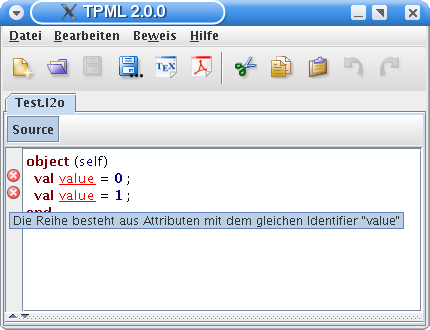 TPML 2.0.0
Datei Bearbeiten Beweis Hilfe
TEX
Test.l2o
Source
object (self)
val value = 0 ;
val value = 1 ;
end
Die Reihe besteht aus Attributen mit dem gleichen Identifier "value"